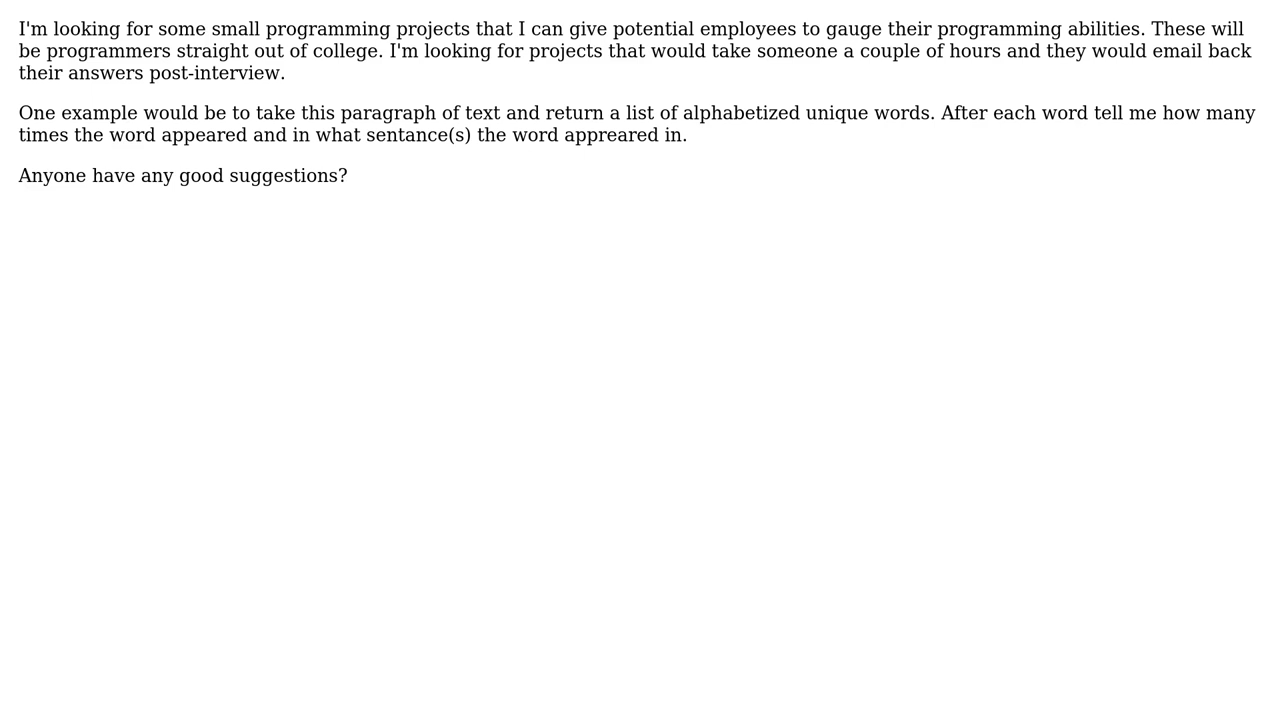 I'm looking for some small programming projects that I can give potential employees to gauge their programming abilities. These will
be programmers straight out of college. I'm looking for projects that would take someone a couple of hours and they would email back
their answers post-interview.
One example would be to take this paragraph of text and return a list of alphabetized unique words. After each word tell me how many
times the word appeared and in what sentence(s) the word appreared in.
Anyone have any good suggestions?